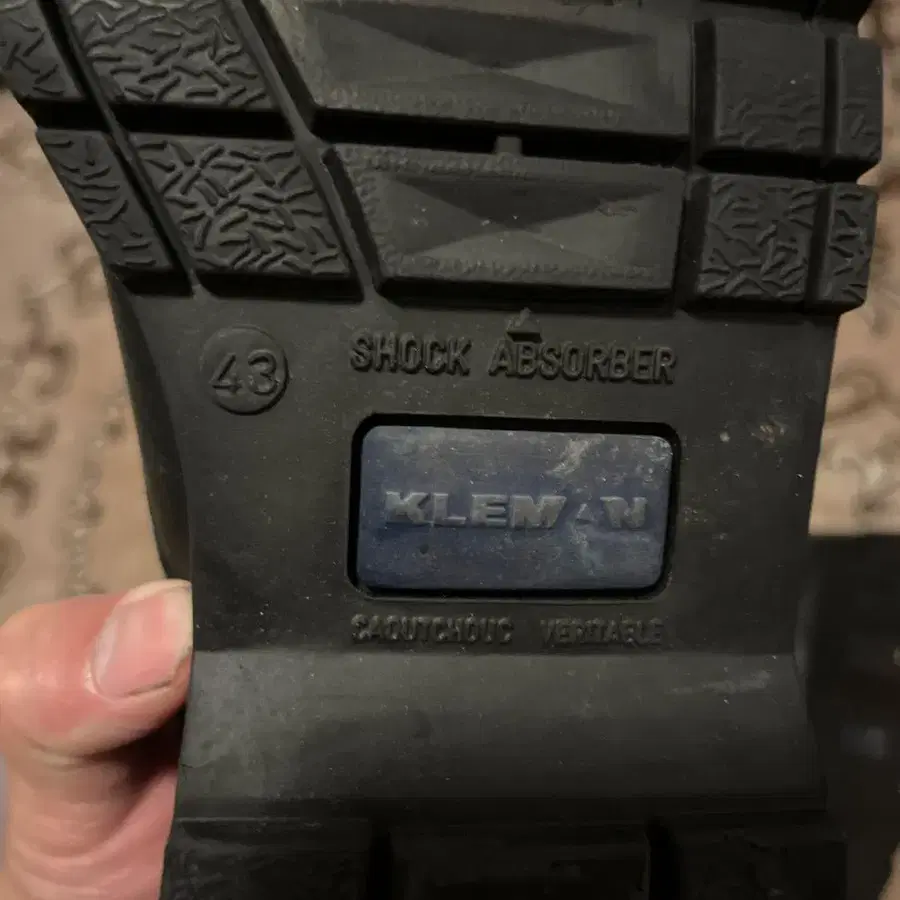 43
SHOCK ABSORBER
KLEMAN
CAOUTCHOUC VERITABLE